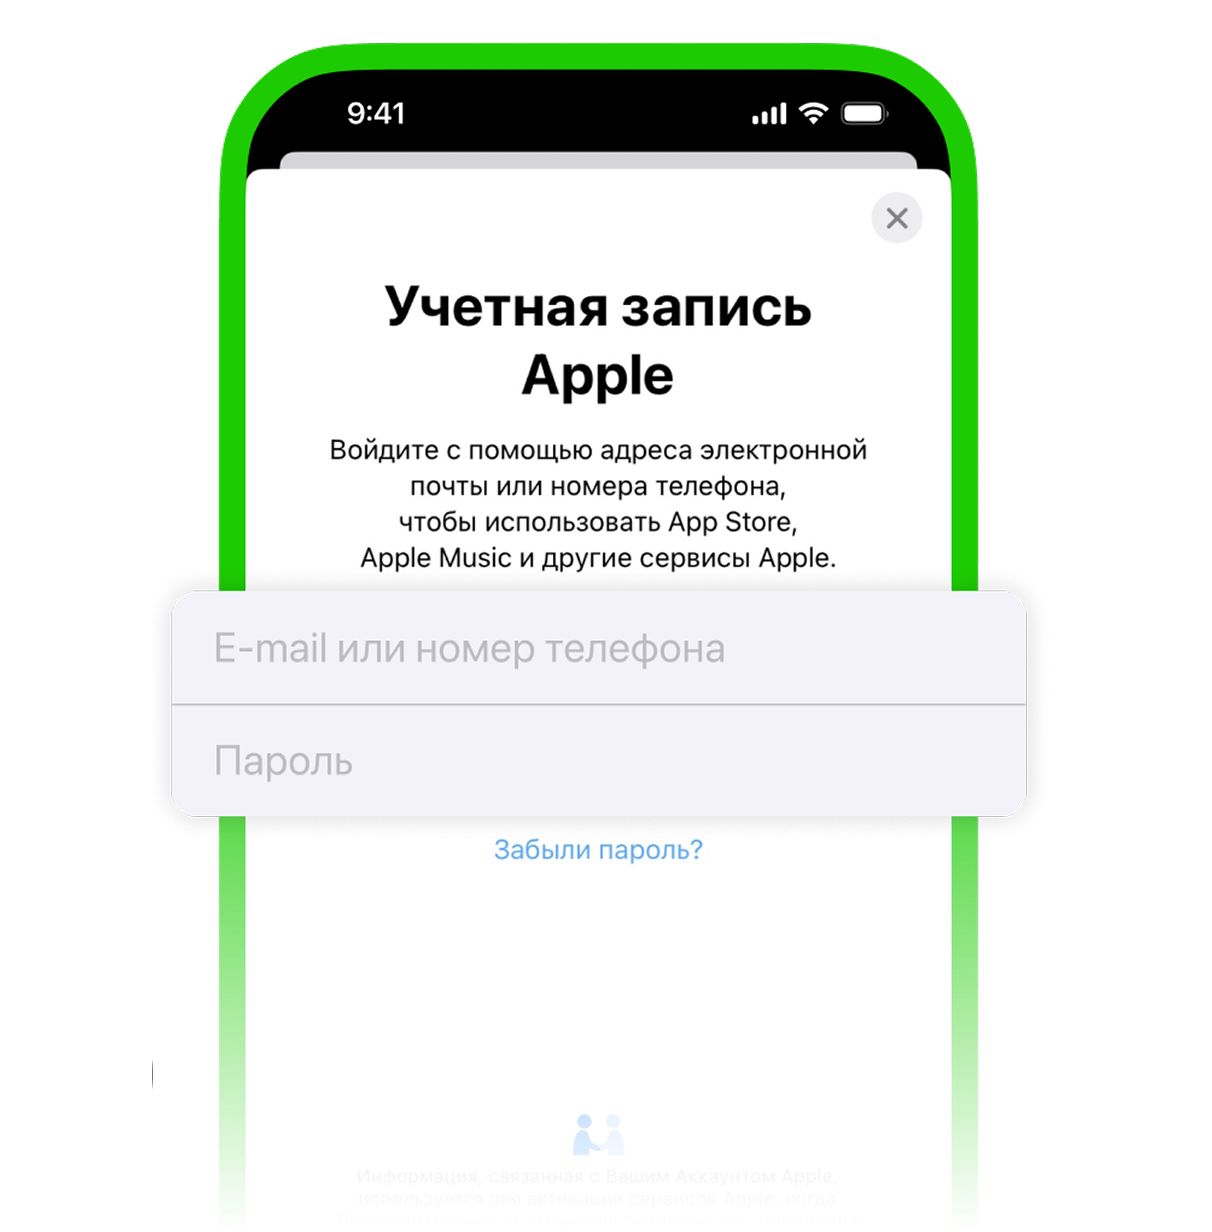 9:41
Учетная запись
Apple
Войдите с помощью адреса электронной
почты или номера телефона,
чтобы использовать App Store,
Apple Music и другие сервисы Apple.
E-mail или номер телефона
Пароль
Забыли пароль?
Информация, связанная с Вашим Аккаунтом Apple,
используется для активации сервисов Apple, когда